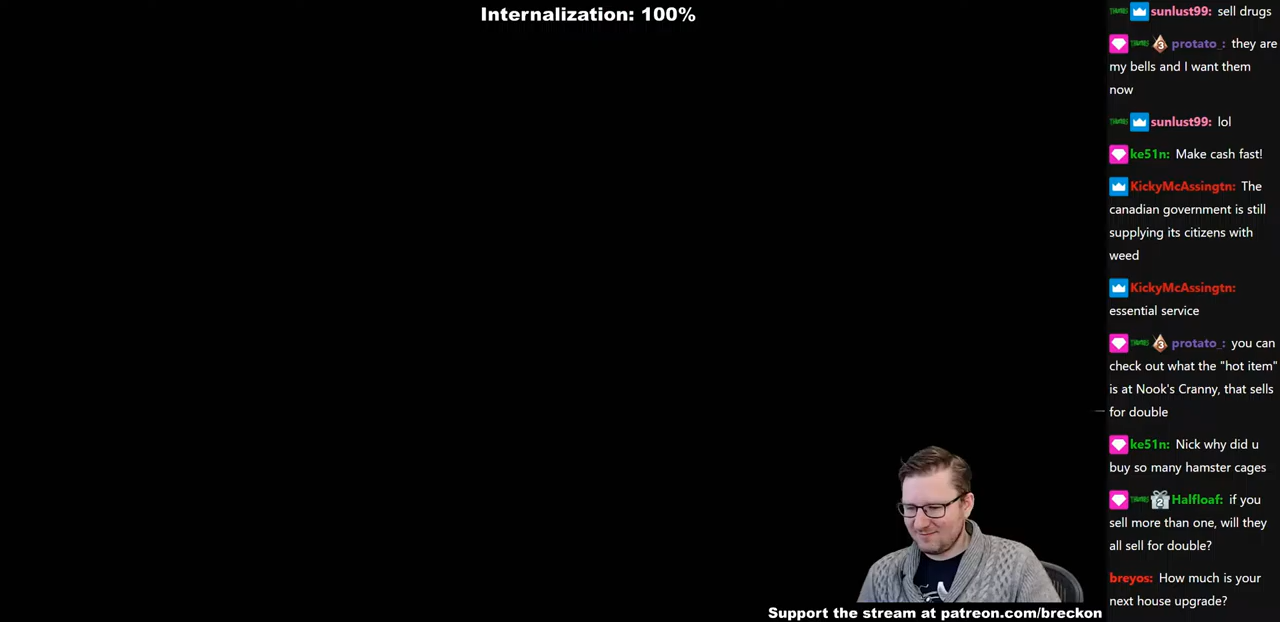 Internalization: 100%
sunlust99: sell drugs
protato_: they are
my bells and I want them
now
sunlust99: lol
ke51n: Make cash fast!
KickyMcAssingtn: The
canadian government is still
supplying its citizens with
weed
KickyMcAssingtn:
essential service
protato_: you can
check out what the "hot item"
is at Nook's Cranny, that sells
for double
ke51n: Nick why did u
buy so many hamster cages
Halfloaf: if you
sell more than one, will they
all sell for double?
breyos: How much is your
next house upgrade?
Support the stream at patreon.com/breckon